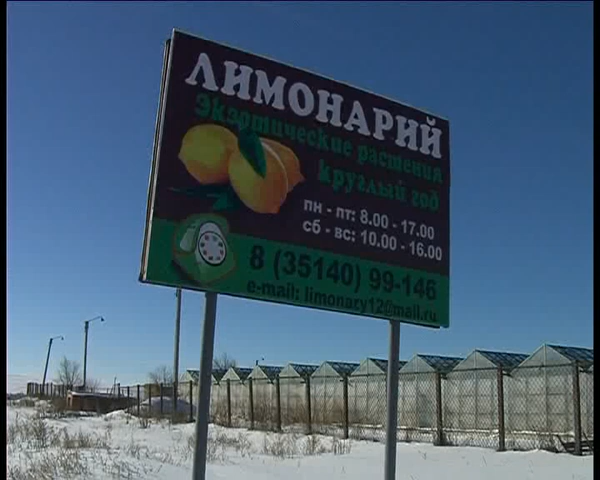 ЛИМОНАРИЙ
Экзотические растения
круглый год
пн - пт: 8.00 - 17.00
сб - вс: 10.00 - 16.00
8 (35140) 99-146
e-mail: limonary12@mail.ru